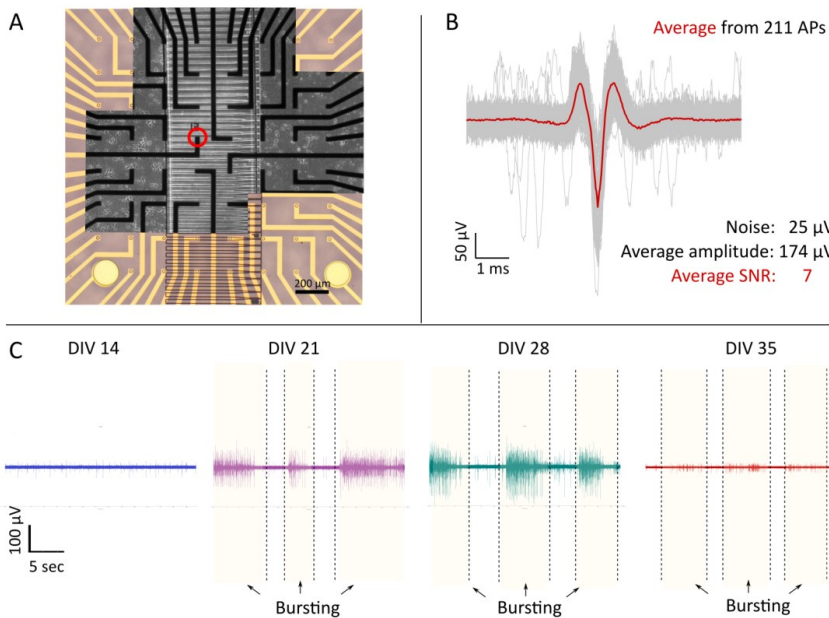 A
200 µm
B
Average from 211 APs
50 µV
1 ms
Noise: 25 µV
Average amplitude: 174 µV
Average SNR: 7
C
DIV 14
DIV 21
DIV 28
DIV 35
100 µV
5 sec
Bursting
Bursting
Bursting